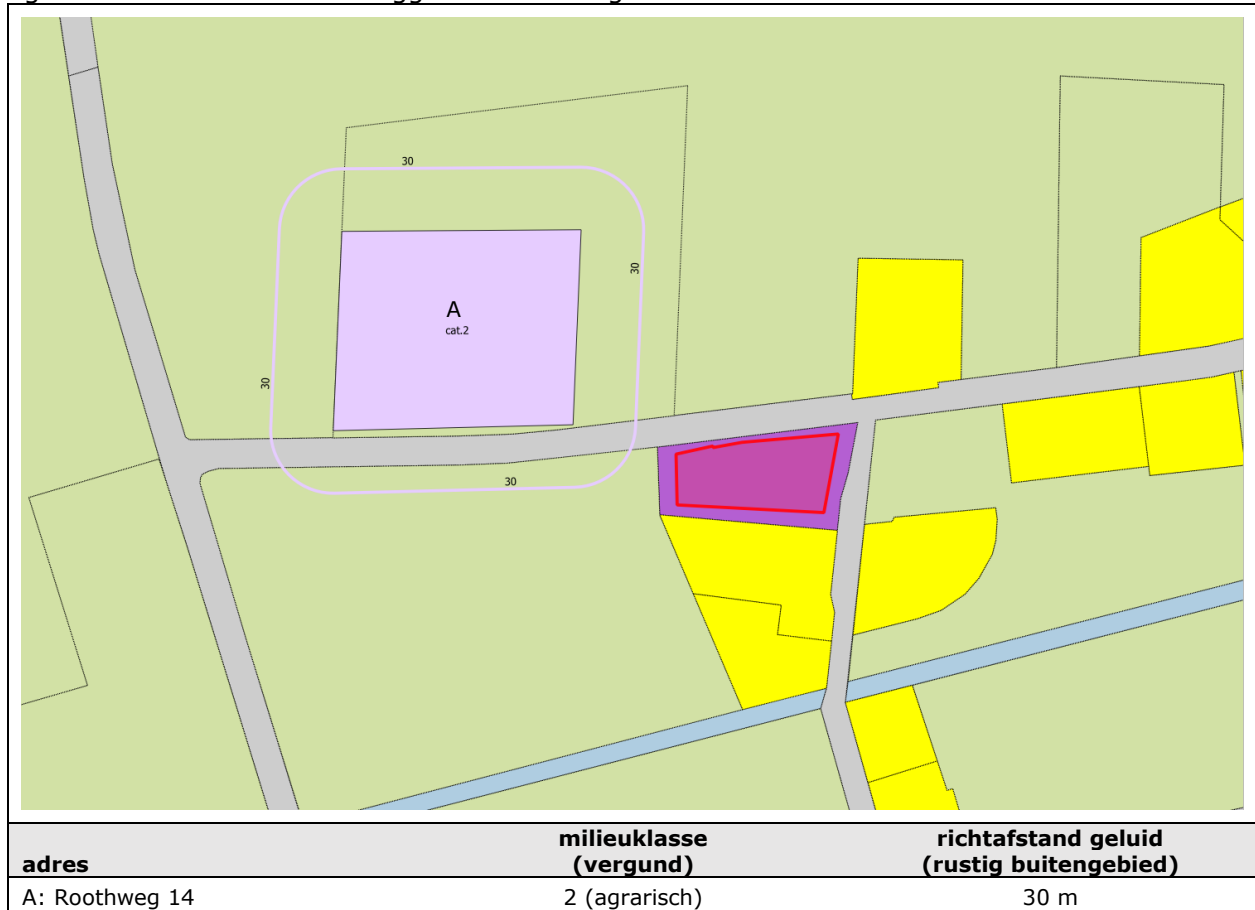 30
30
A
cat.2
30
30
adres
milieuklasse
(vergund)
richtafstand geluid
(rustig buitengebied)
A: Roothweg 14
2 (agrarisch)
30 m